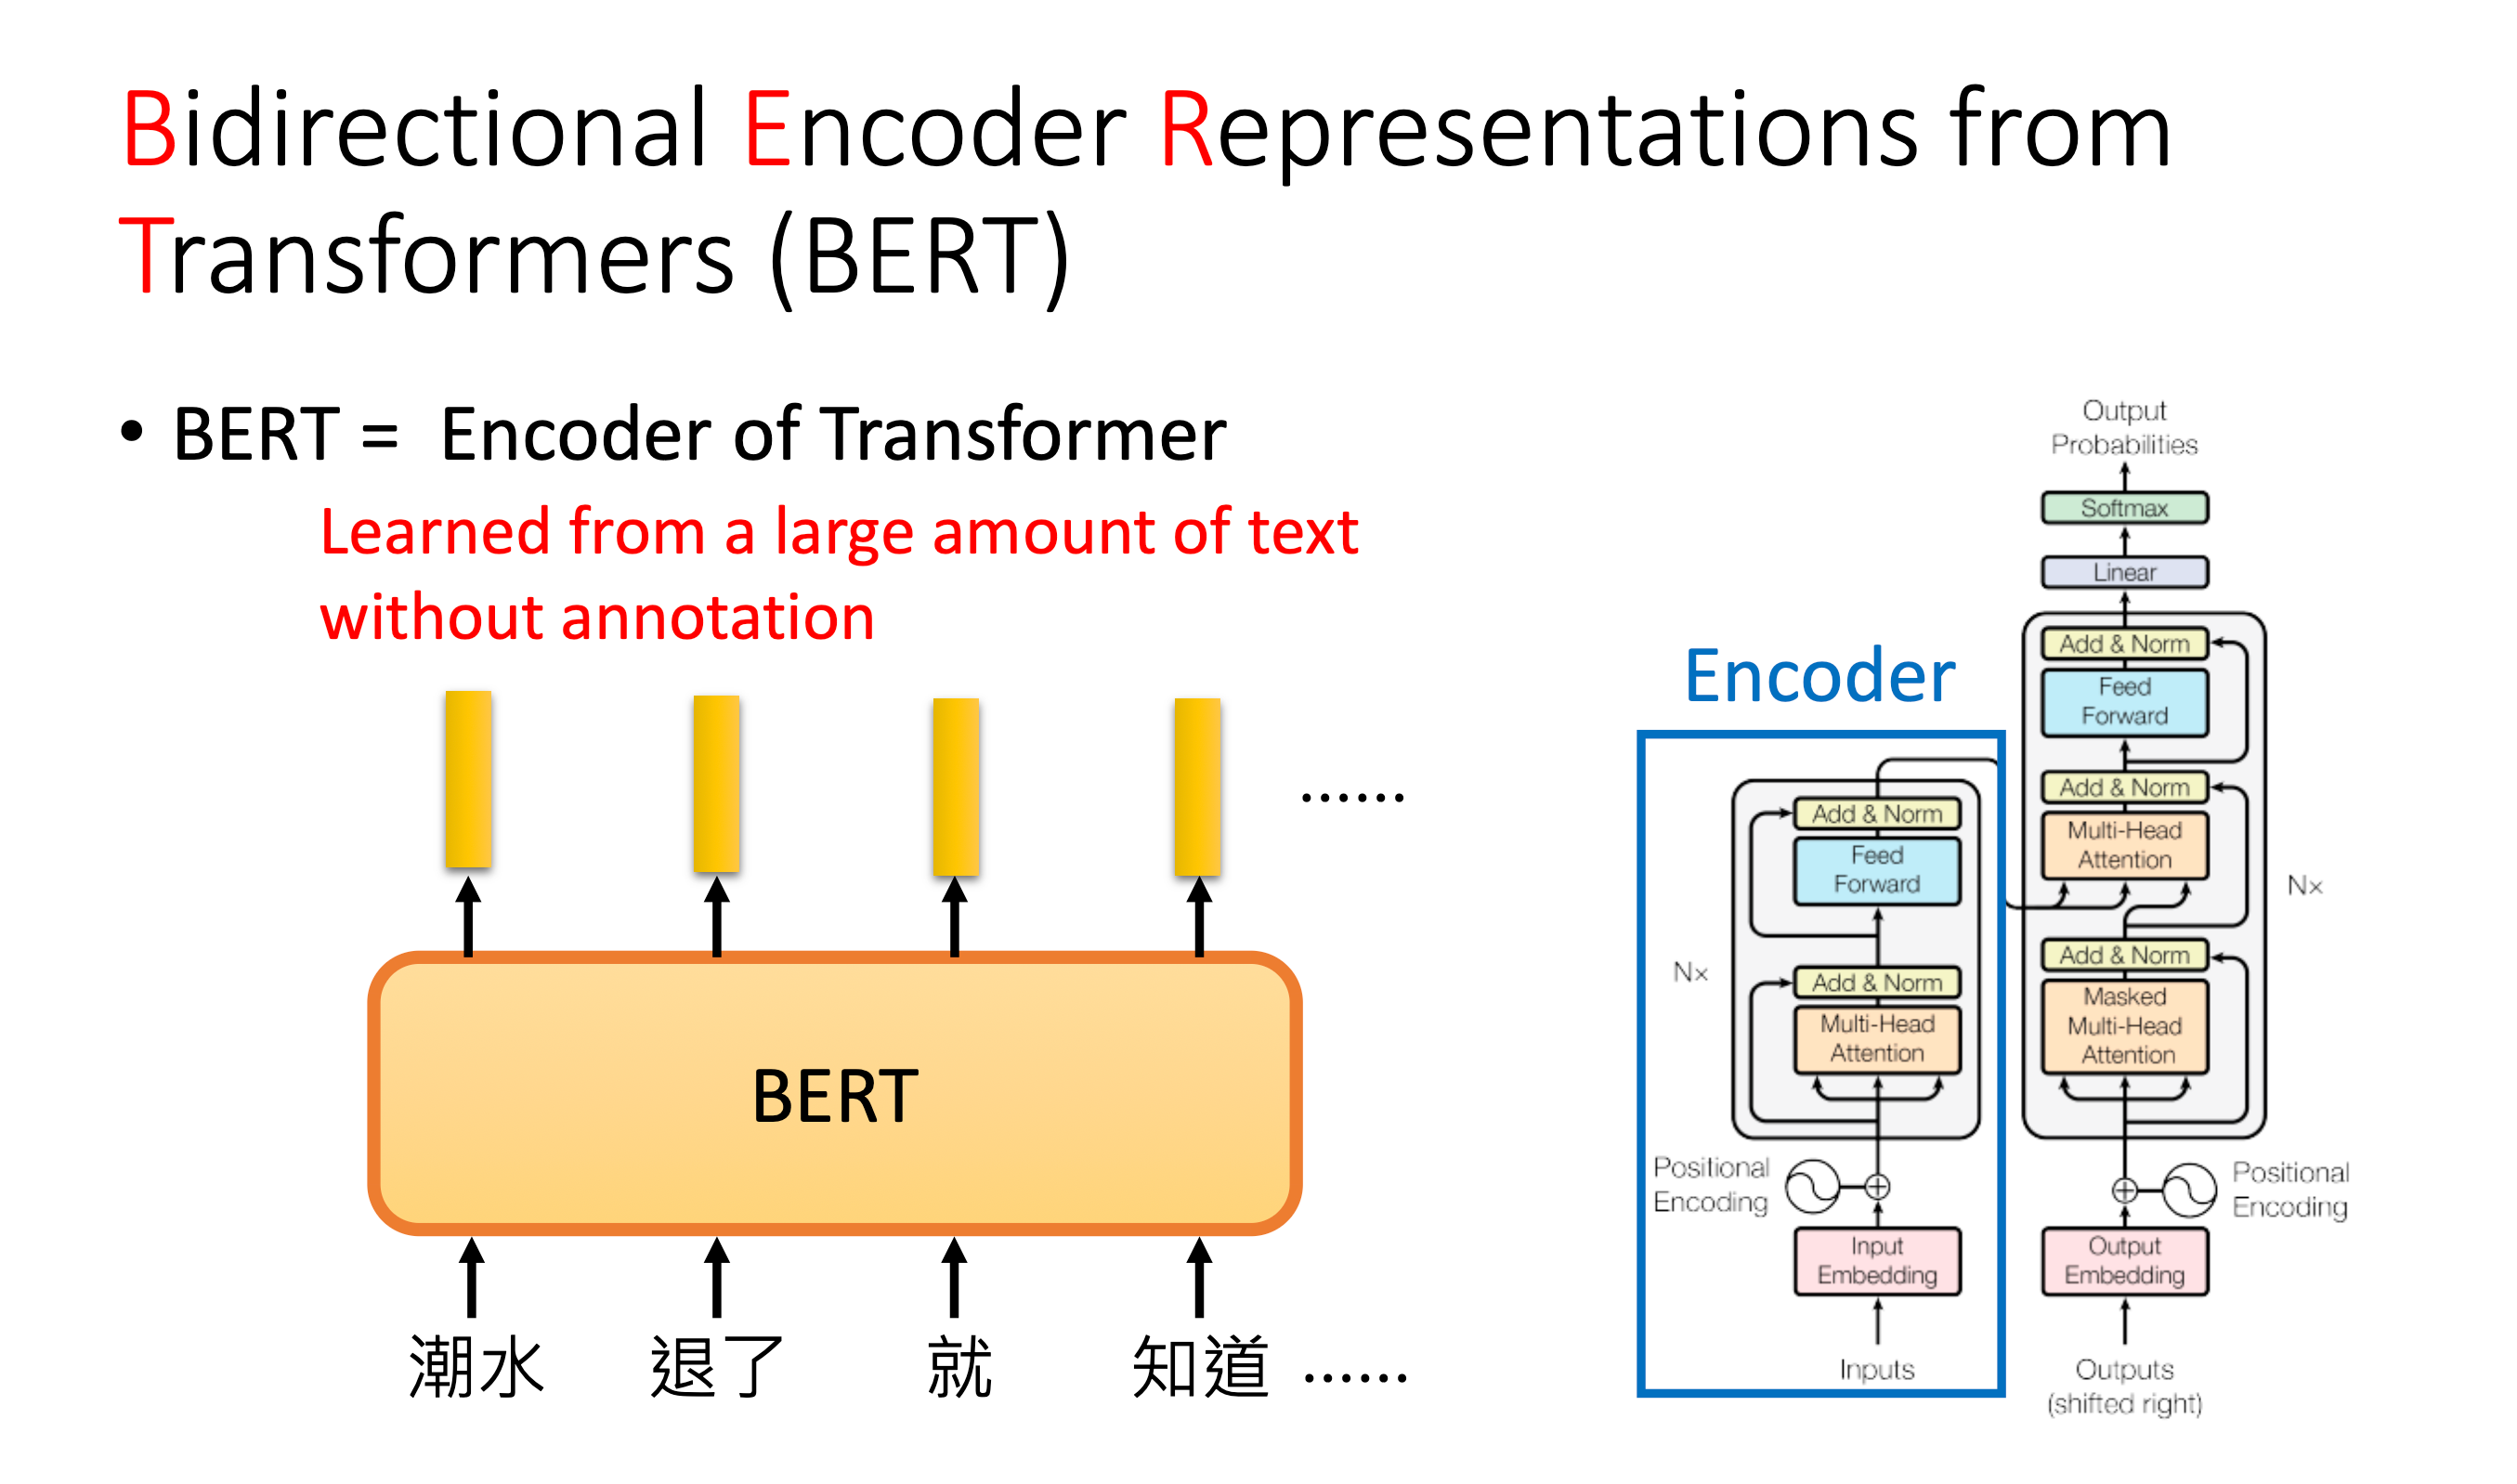 Bidirectional Encoder Representations from
Transformers (BERT)
• BERT = Encoder of Transformer
Learned from a large amount of text
without annotation
......
BERT
潮水 退了 就 知道 ......
Encoder
Nx
Add & Norm
Feed
Forward
Add & Norm
Multi-Head
Attention
Positional
Encoding
Input
Embedding
Inputs
Output
Probabilities
Softmax
Linear
Add & Norm
Feed
Forward
Add & Norm
Multi-Head
Attention
Nx
Add & Norm
Masked
Multi-Head
Attention
Positional
Encoding
Output
Embedding
Outputs
(shifted right)